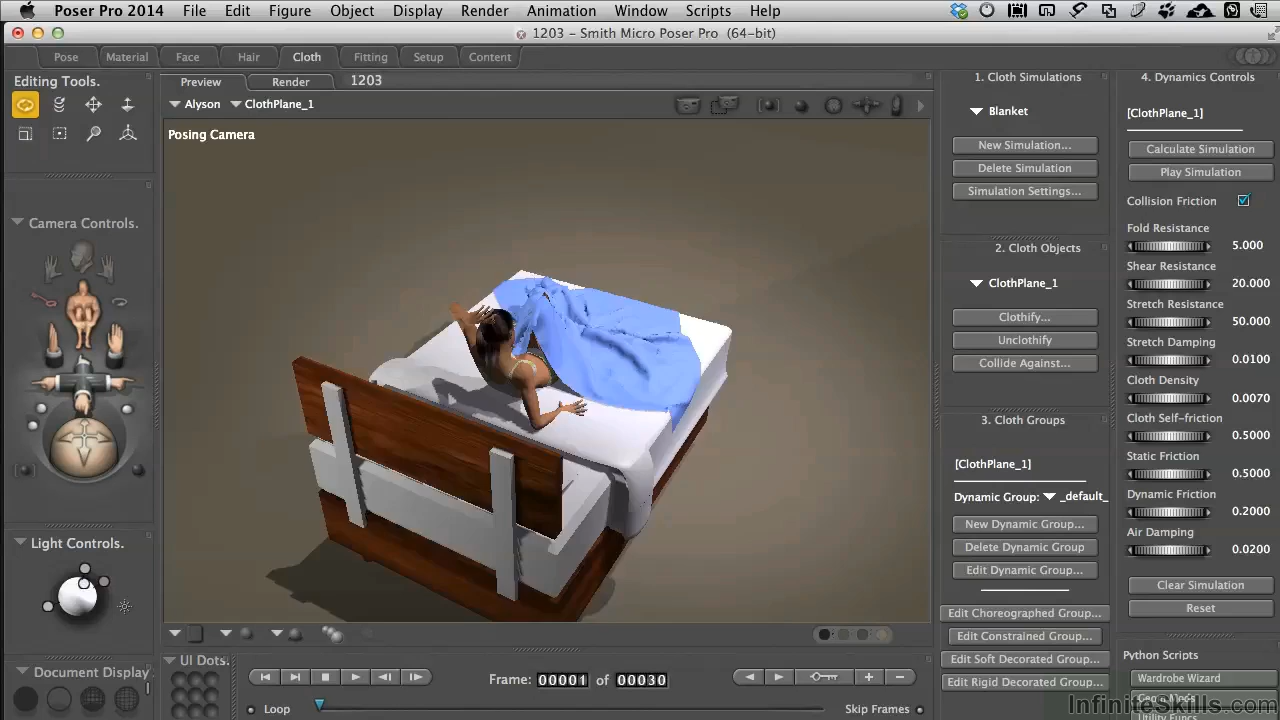 Poser Pro 2014 File Edit Figure Object Display Render Animation Window Scripts Help
1203 - Smith Micro Poser Pro (64-bit)
Pose Material Face Hair Cloth Fitting Setup Content
Editing Tools.
Preview Render 1203
Alyson ClothPlane_1
Posing Camera
Camera Controls.
Light Controls.
Document Display
UI Dots.
Frame: 00001 of 00030
Loop
Skip Frames
1. Cloth Simulations
Blanket
New Simulation...
Delete Simulation
Simulation Settings...
2. Cloth Objects
ClothPlane_1
Clothify...
Unclothify
Collide Against...
3. Cloth Groups
[ClothPlane_1]
Dynamic Group: _default_
New Dynamic Group...
Delete Dynamic Group
Edit Dynamic Group...
Edit Choreographed Group...
Edit Constrained Group...
Edit Soft Decorated Group...
Edit Rigid Decorated Group...
4. Dynamics Controls
[ClothPlane_1]
Calculate Simulation
Play Simulation
Collision Friction
Fold Resistance
5.000
Shear Resistance
20.000
Stretch Resistance
50.000
Stretch Damping
0.0100
Cloth Density
0.0070
Cloth Self-friction
0.5000
Static Friction
0.5000
Dynamic Friction
0.2000
Air Damping
0.0200
Clear Simulation
Reset
Python Scripts
Wardrobe Wizard
InfiniteSkills.com